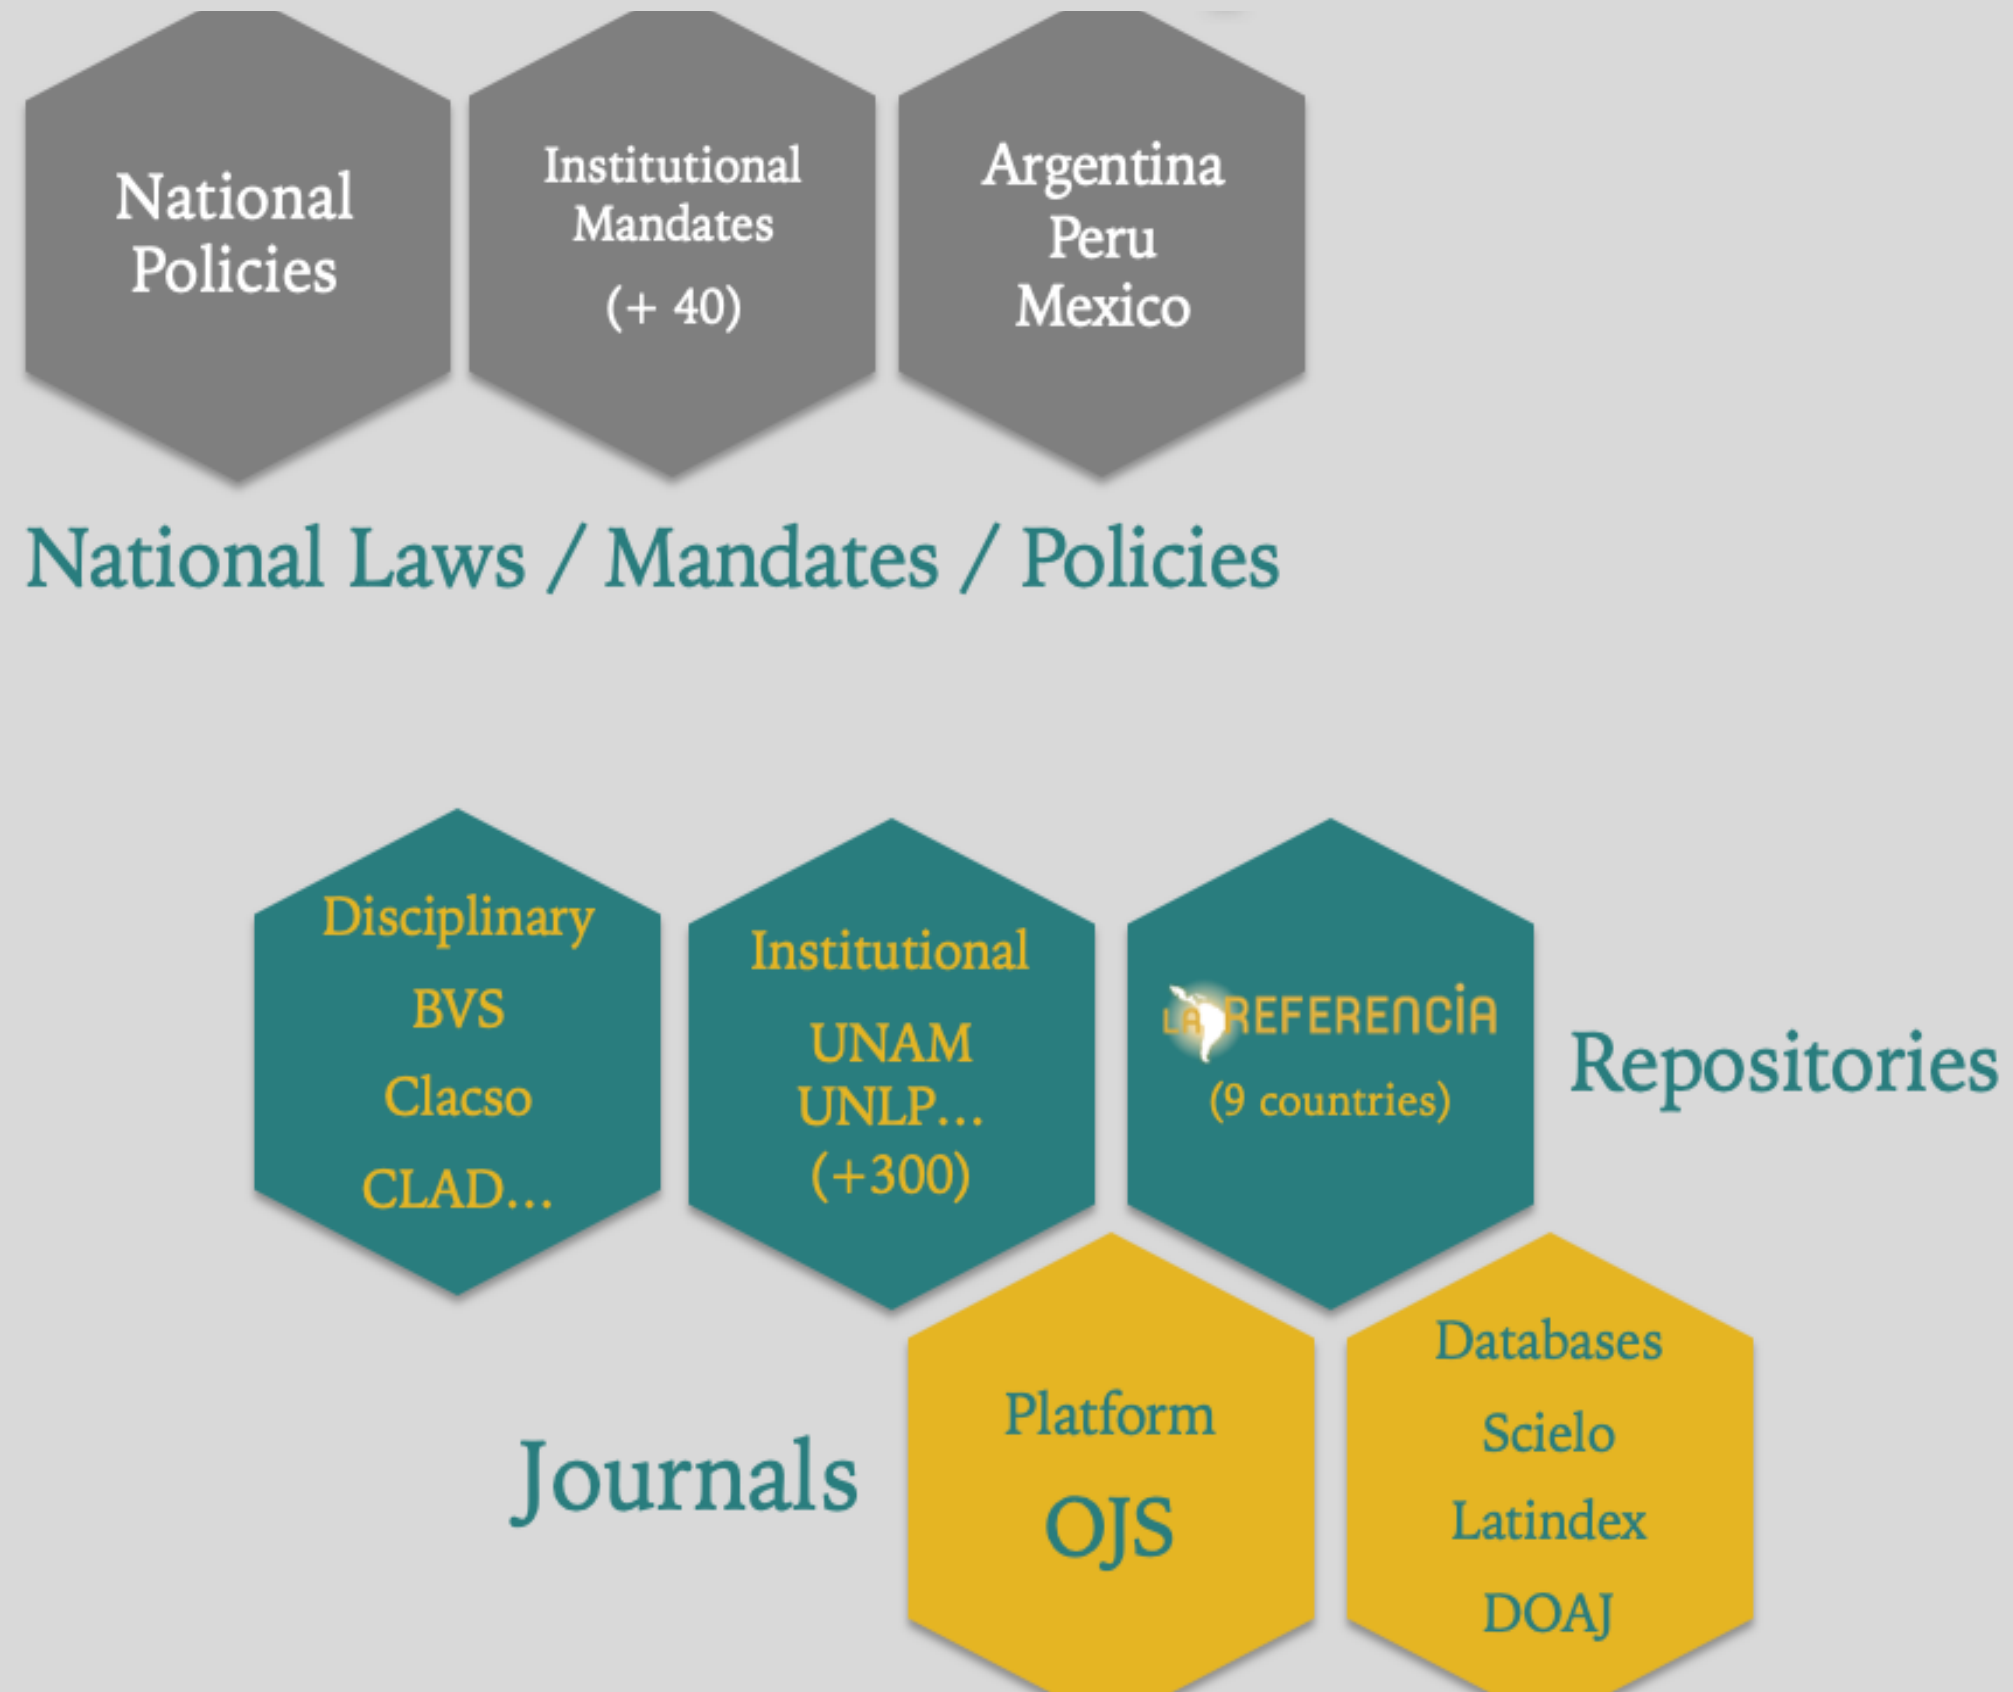 National
Policies
Institutional
Mandates
(+ 40)
Argentina
Peru
Mexico
National Laws / Mandates / Policies
Disciplinary
BVS
Clacso
CLAD...
Institutional
UNAM
UNLP...
(+300)
LA REFERENCIA
(9 countries)
Repositories
Journals
Platform
OJS
Databases
Scielo
Latindex
DOAJ